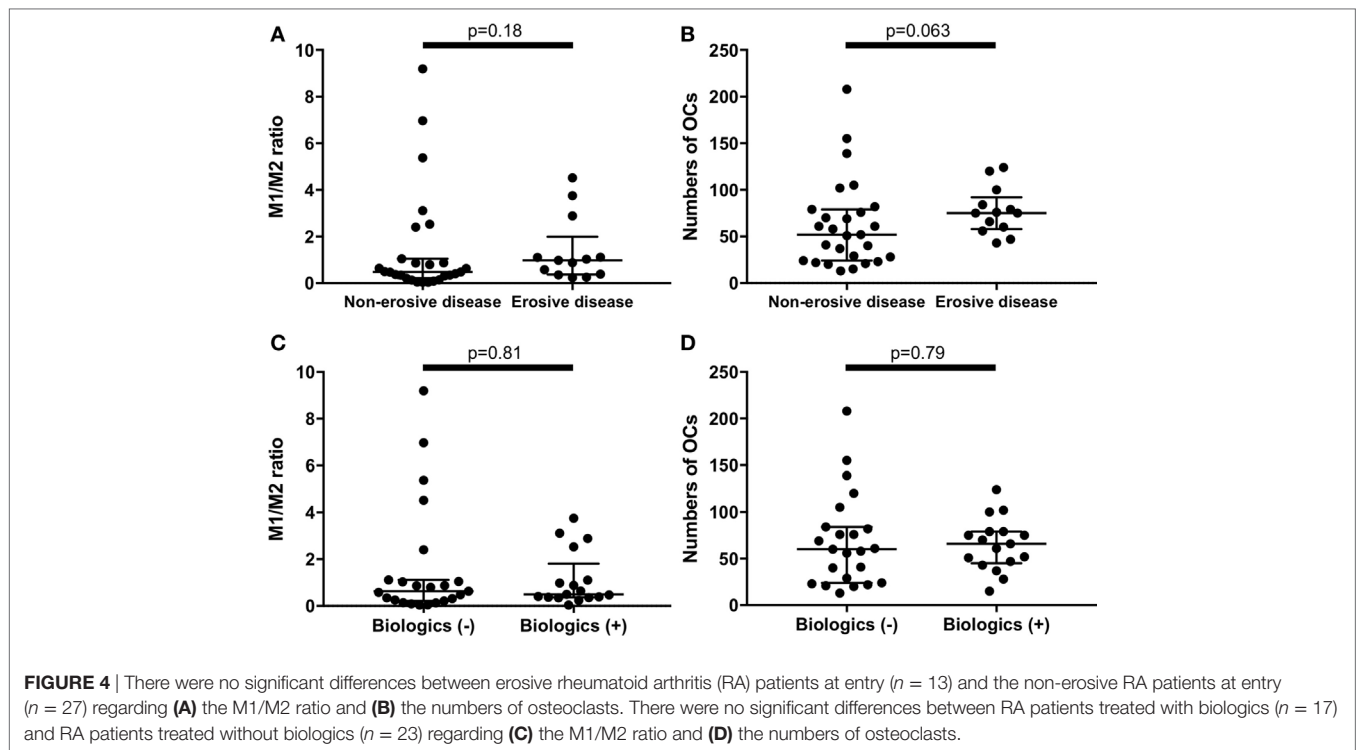 A
p=0.18
10
8
6
4
2
0
M1/M2 ratio
Non-erosive disease Erosive disease
B
p=0.063
250
200
150
100
50
0
Numbers of OCs
Non-erosive disease Erosive disease
C
p=0.81
10
8
6
4
2
0
M1/M2 ratio
Biologics (-) Biologics (+)
D
p=0.79
250
200
150
100
50
0
Numbers of OCs
Biologics (-) Biologics (+)
FIGURE 4 | There were no significant differences between erosive rheumatoid arthritis (RA) patients at entry (n = 13) and the non-erosive RA patients at entry
(n = 27) regarding (A) the M1/M2 ratio and (B) the numbers of osteoclasts. There were no significant differences between RA patients treated with biologics (n = 17)
and RA patients treated without biologics (n = 23) regarding (C) the M1/M2 ratio and (D) the numbers of osteoclasts.